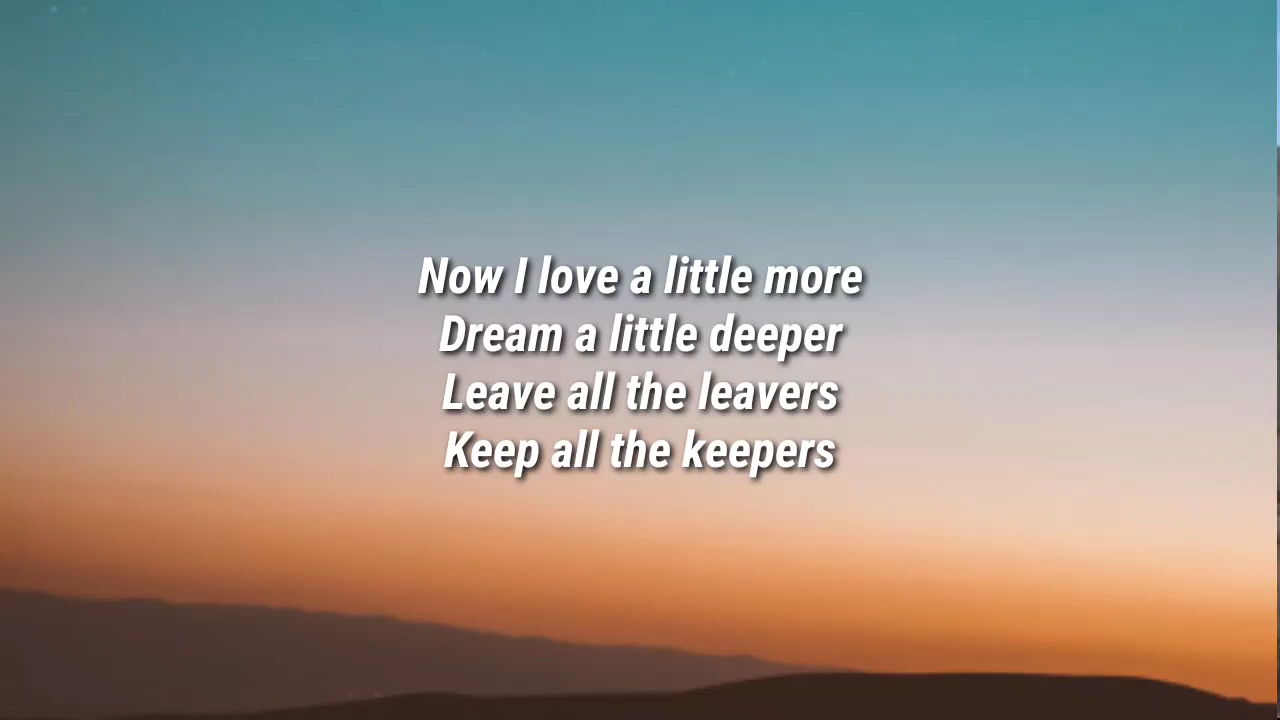 Now I love a little more
Dream a little deeper
Leave all the leavers
Keep all the keepers